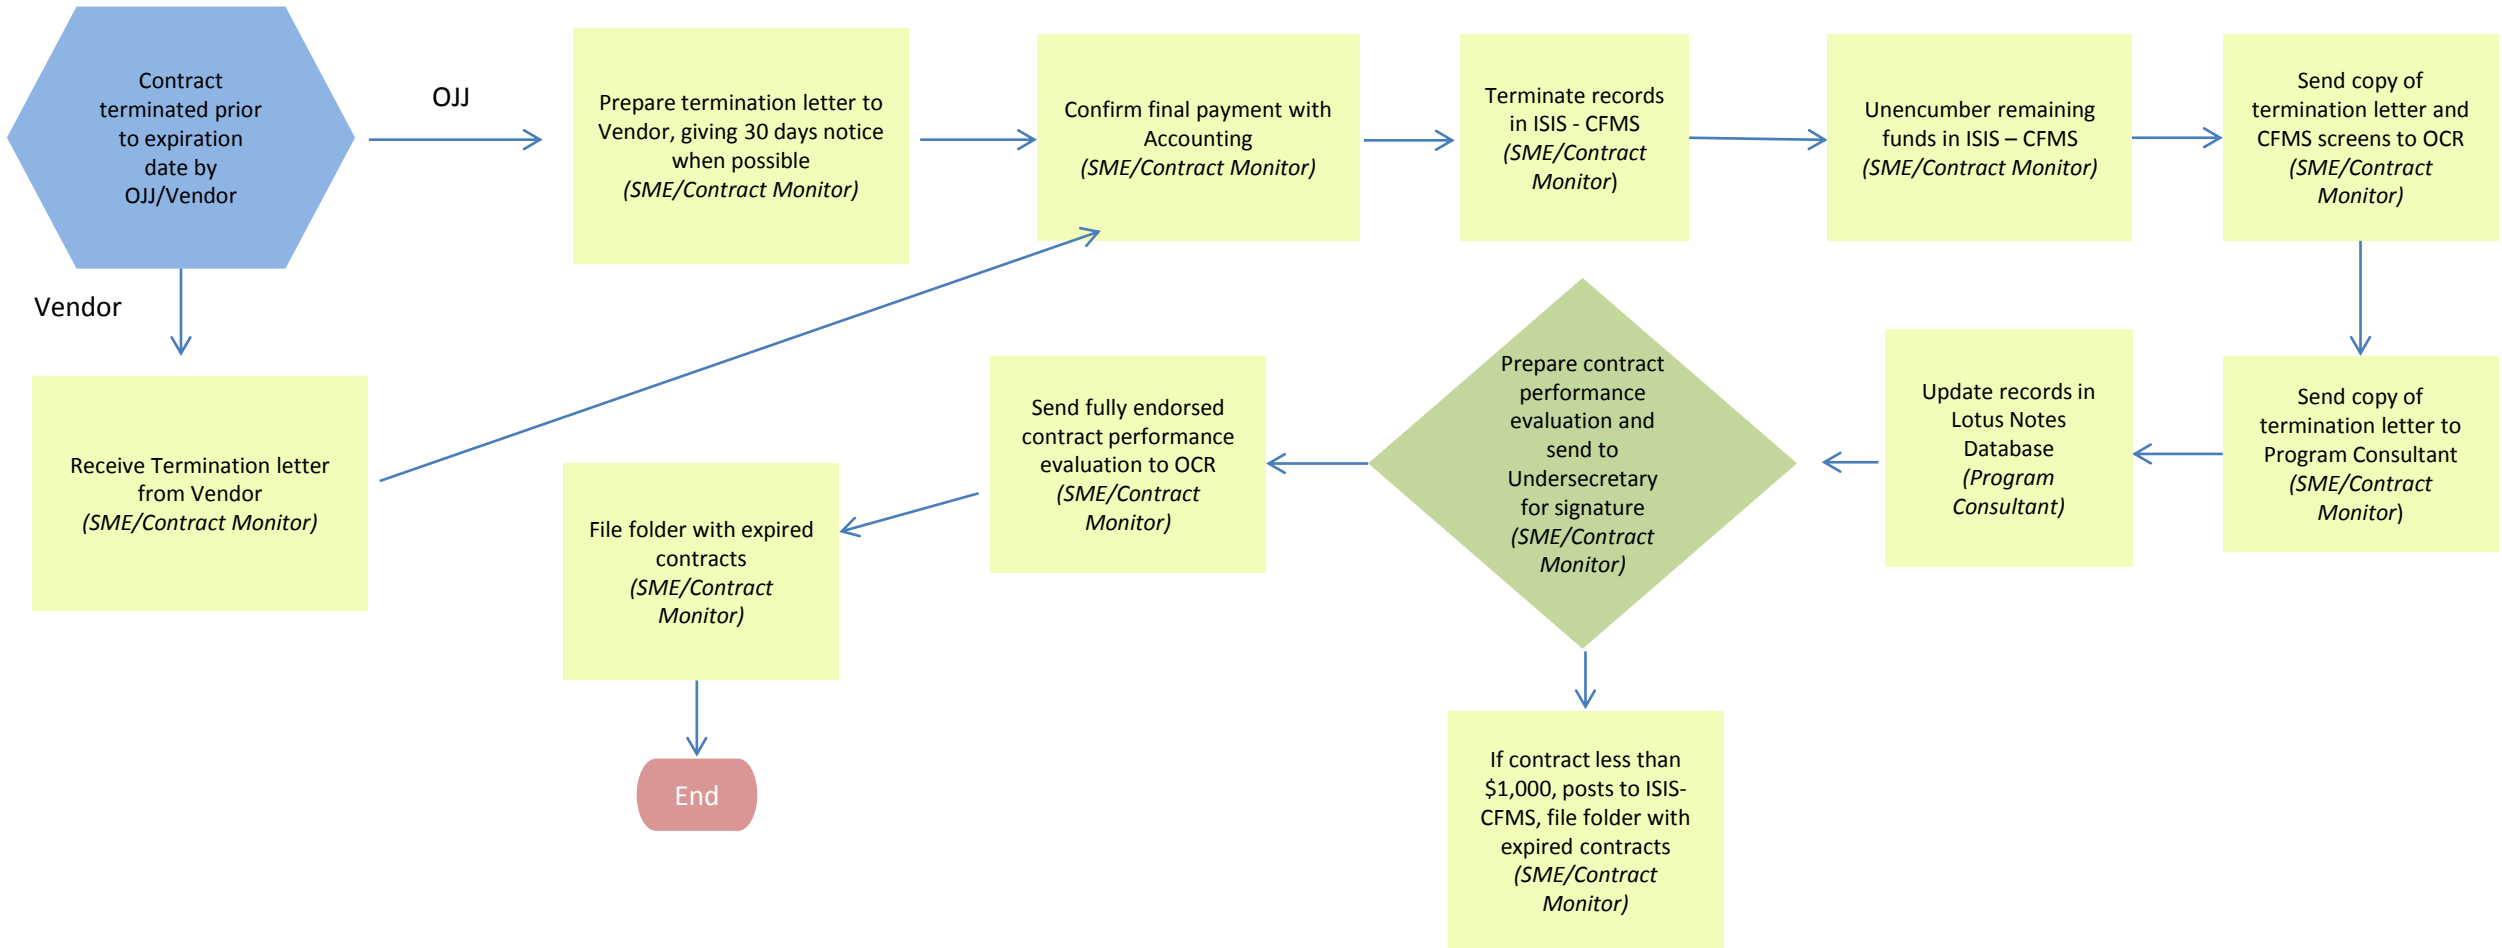 Contract
terminated prior
to expiration
date by
OJJ/Vendor
OJJ
Prepare termination letter to
Vendor, giving 30 days notice
when possible
(SME/Contract Monitor)
Confirm final payment with
Accounting
(SME/Contract Monitor)
Terminate records
in ISIS - CFMS
(SME/Contract
Monitor)
Unencumber remaining
funds in ISIS – CFMS
(SME/Contract Monitor)
Send copy of
termination letter and
CFMS screens to OCR
(SME/Contract
Monitor)
Vendor
Receive Termination letter
from Vendor
(SME/Contract Monitor)
Send copy of
termination letter to
Program Consultant
(SME/Contract
Monitor)
Update records in
Lotus Notes
Database
(Program
Consultant)
Prepare contract
performance
evaluation and
send to
Undersecretary
for signature
(SME/Contract
Monitor)
Send fully endorsed
contract performance
evaluation to OCR
(SME/Contract
Monitor)
File folder with expired
contracts
(SME/Contract
Monitor)
End
If contract less than
$1,000, posts to ISIS-
CFMS, file folder with
expired contracts
(SME/Contract
Monitor)